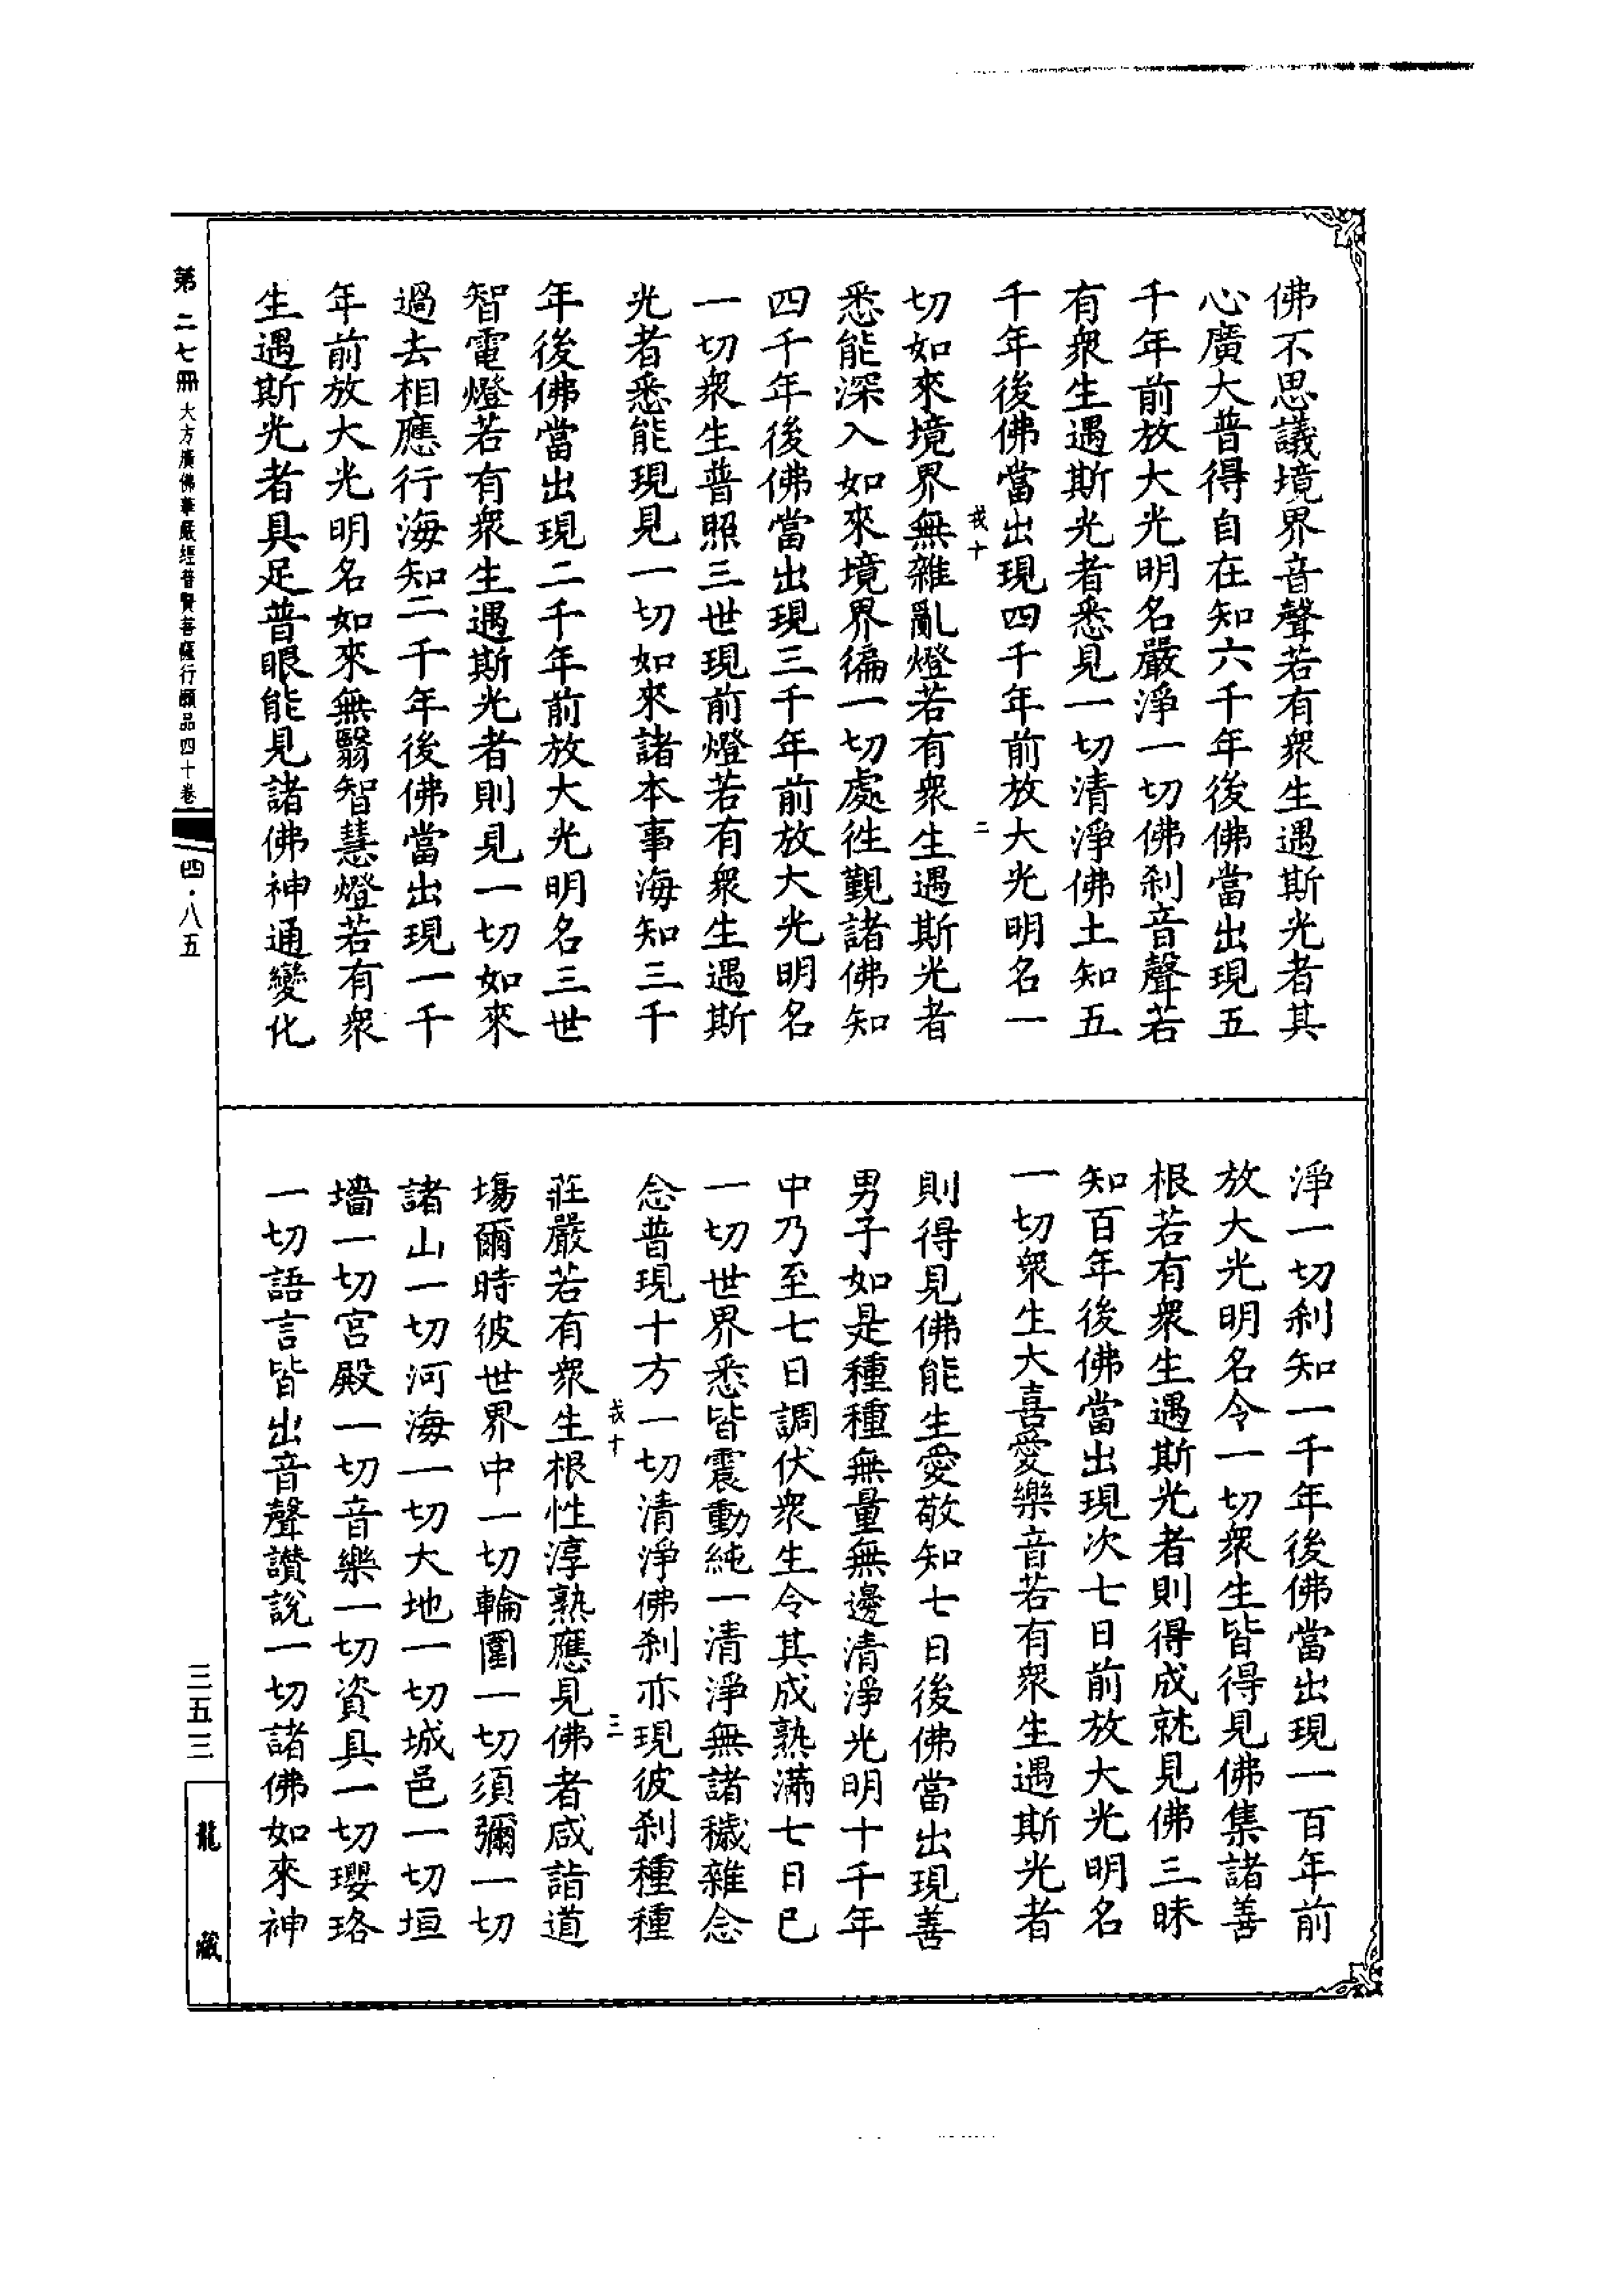 佛不思議境界音聲若有衆生遇斯光者其
心廣大普得自在知六千年後佛當出現五
千年前放大光明名嚴淨一切佛刹音聲若
有衆生遇斯光者悉見一切清淨佛土知五
千年後佛當出現四千年前放大光明名一
莪十 二
切如來境界無雜亂燈若有衆生遇斯光者
悉能深入如來境界徧一切處徃覲諸佛知
四千年後佛當出現三千年前放大光明名
一切衆生普照三世現前燈若有衆生遇斯
光者悉能現見一切如來諸本事海知三千
年後佛當出現二千年前放大光明名三世
智電燈若有衆生遇斯光者則見一切如來
過去相應行海知二千年後佛當出現一千
年前放大光明名如來無翳智慧燈若有衆
生遇斯光者具足普眼能見諸佛神通變化
淨一切刹知一千年後佛當出現一百年前
放大光明名令一切衆生皆得見佛集諸善
根若有衆生遇斯光者則得成就見佛三昧
知百年後佛當出現次七日前放大光明名
一切衆生大喜愛樂音若有衆生遇斯光者
則得見佛能生愛敬知七日後佛當出現善
男子如是種種無量無邊清淨光明十千年
中乃至七日調伏衆生令其成熟滿七日已
一切世界悉皆震動純一清淨無諸穢雜念
念普現十方一切清淨佛刹亦現彼刹種種
莪十 三
莊嚴若有衆生根性淳熟應見佛者咸詣道
場爾時彼世界中一切輪圍一切須彌一切
諸山一切河海一切大地一切城邑一切垣
墻一切宮殿一切音樂一切資具一切瓔珞
一切語言皆出音聲讚説一切諸佛如來神
第二七冊 大方廣佛華嚴經普賢菩薩行願品四十卷 四·八五
三五三
龍藏